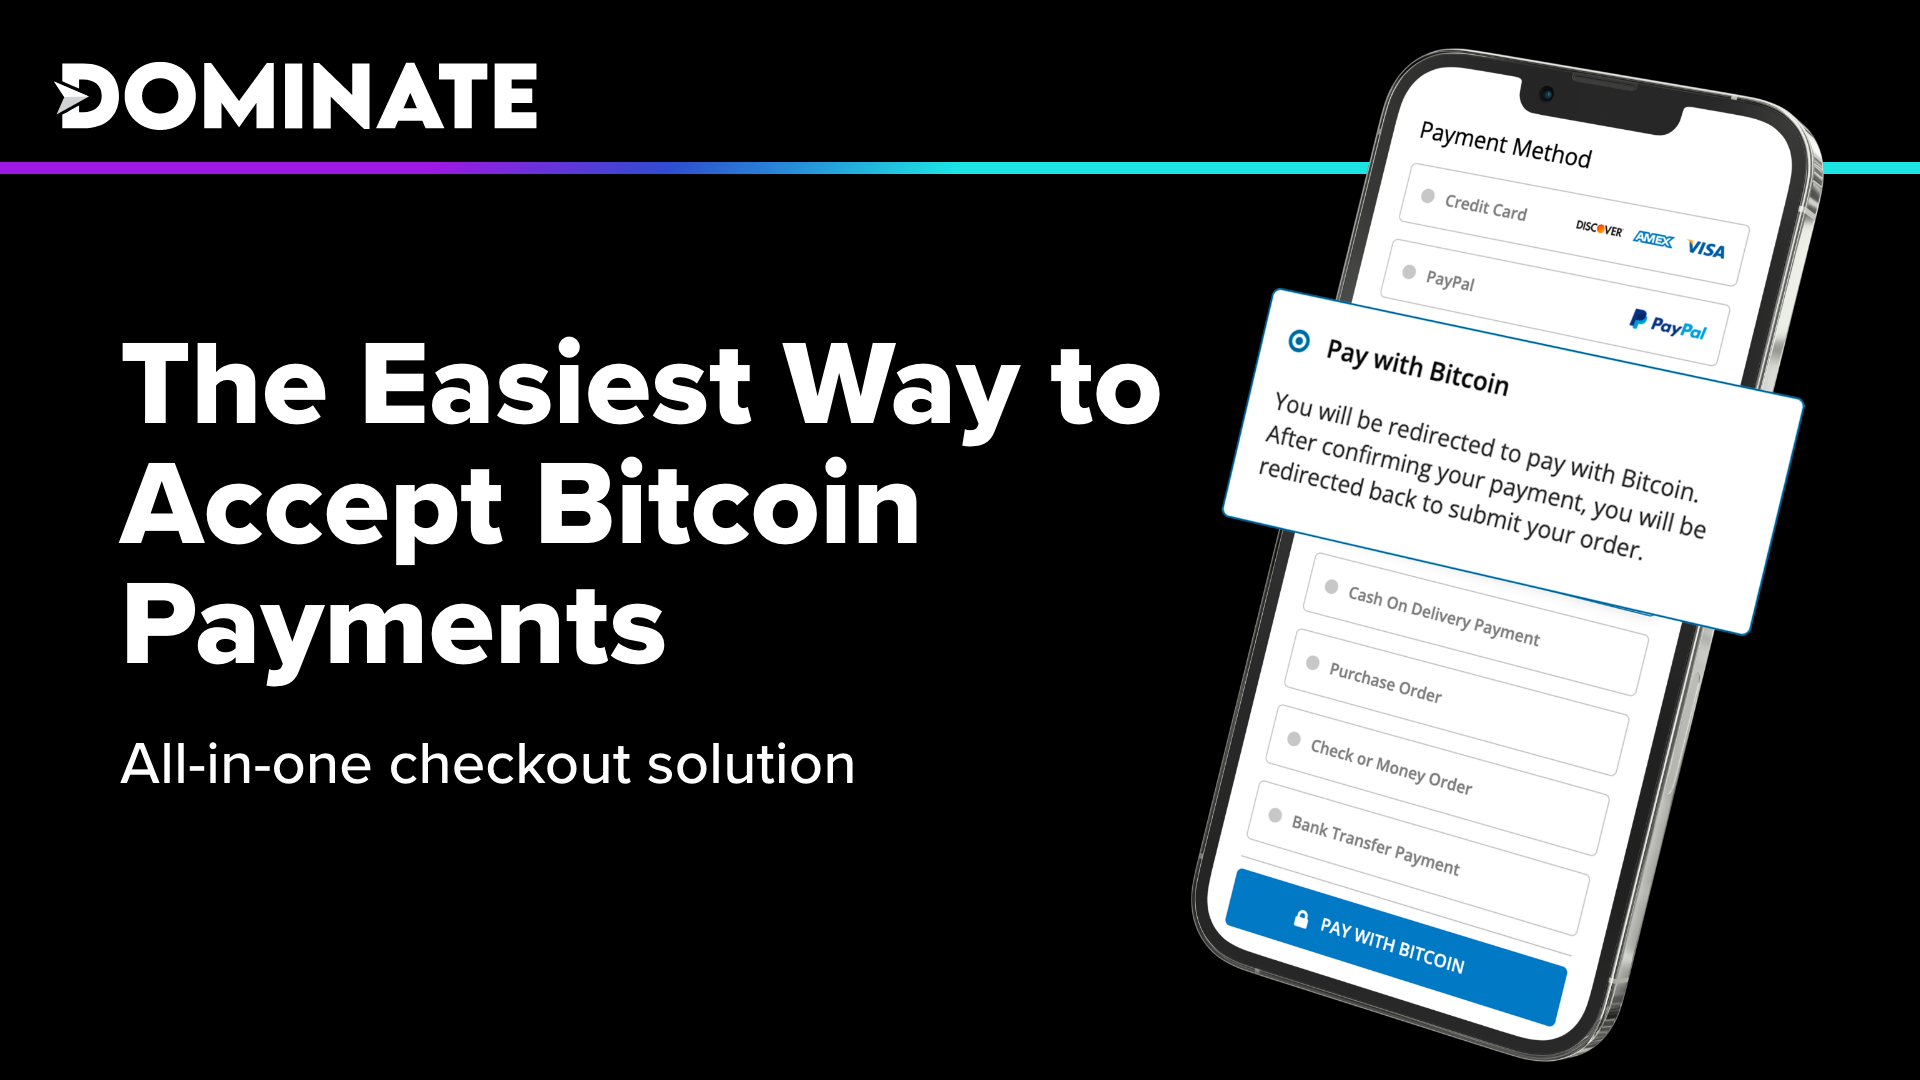 DOMINATE
The Easiest Way to
Accept Bitcoin
Payments
All-in-one checkout solution
Payment Method
Credit Card
DISCOVER AMEX VISA
PayPal
PayPal
Pay with Bitcoin
You will be redirected to pay with Bitcoin.
After confirming your payment, you will be
redirected back to submit your order.
Cash On Delivery Payment
Purchase Order
Check or Money Order
Bank Transfer Payment
PAY WITH BITCOIN